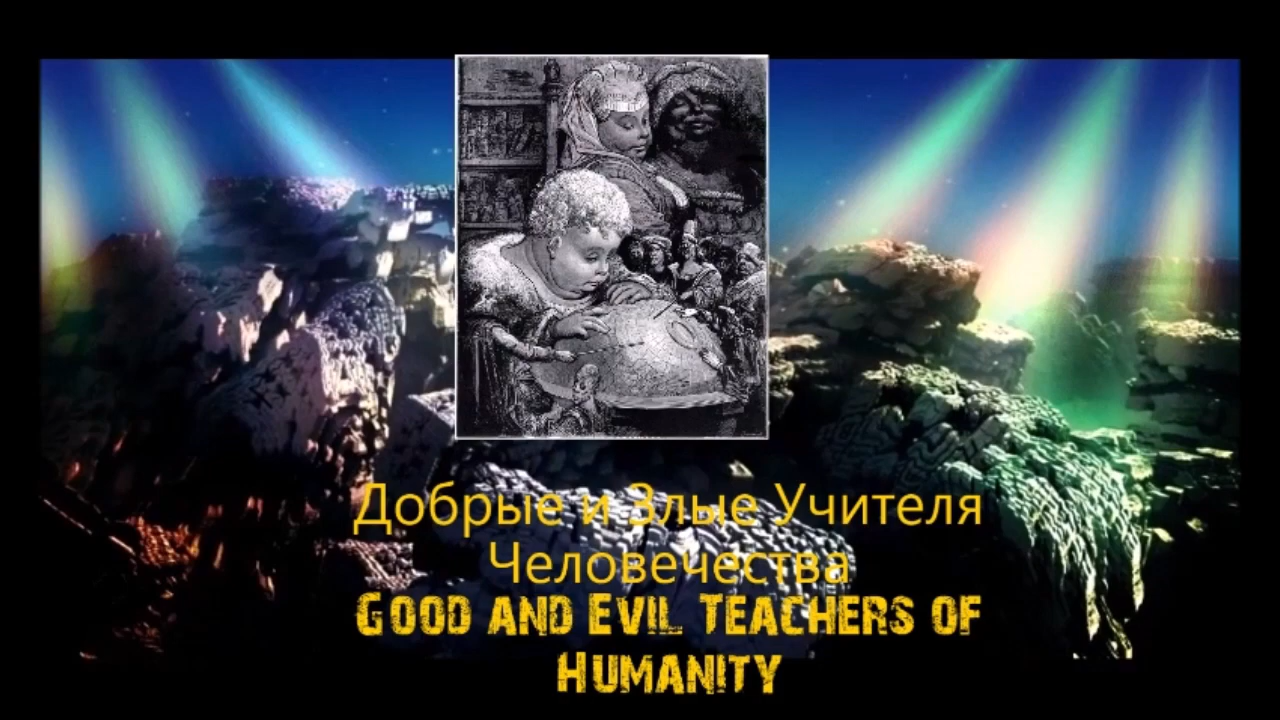 Добрые и Злые Учителя
Человечества
Good and Evil Teachers of
Humanity